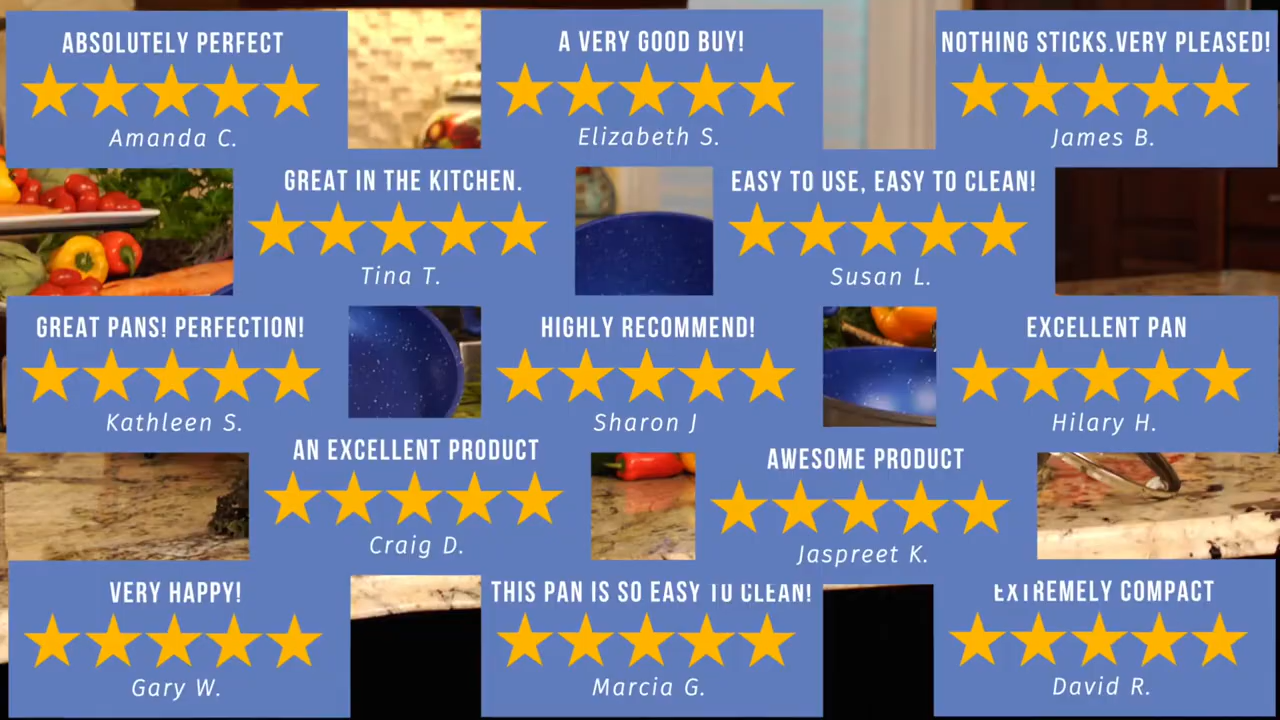 ABSOLUTELY PERFECT
Amanda C.
A VERY GOOD BUY!
Elizabeth S.
NOTHING STICKS.VERY PLEASED!
James B.
GREAT IN THE KITCHEN.
Tina T.
EASY TO USE, EASY TO CLEAN!
Susan L.
GREAT PANS! PERFECTION!
Kathleen S.
HIGHLY RECOMMEND!
Sharon J
EXCELLENT PAN
Hilary H.
AN EXCELLENT PRODUCT
Craig D.
AWESOME PRODUCT
Jaspreet K.
VERY HAPPY!
Gary W.
THIS PAN IS SO EASY TO CLEAN!
Marcia G.
EXTREMELY COMPACT
David R.